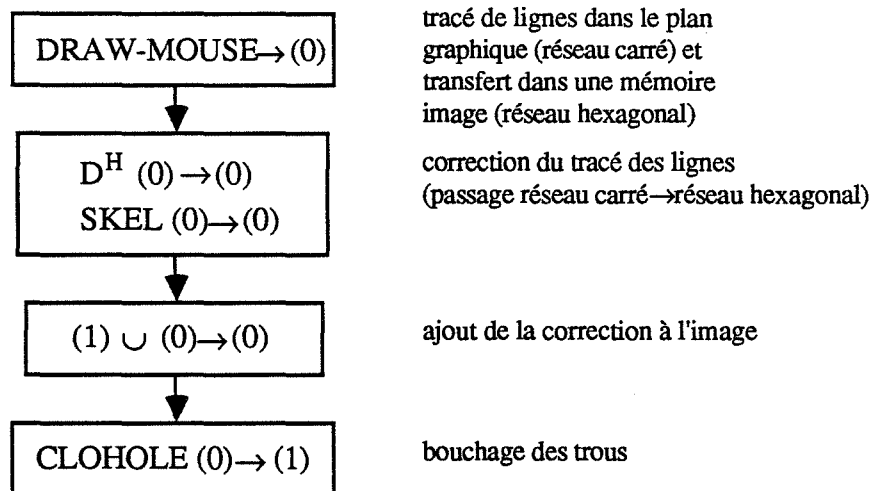 DRAW-MOUSE→(0)
tracé de lignes dans le plan
graphique (réseau carré) et
transfert dans une mémoire
image (réseau hexagonal)
D^H (0)→(0)
SKEL (0)→(0)
correction du tracé des lignes
(passage réseau carré→réseau hexagonal)
(1) ∪ (0)→(0)
ajout de la correction à l'image
CLOHOLE (0)→(1)
bouchage des trous